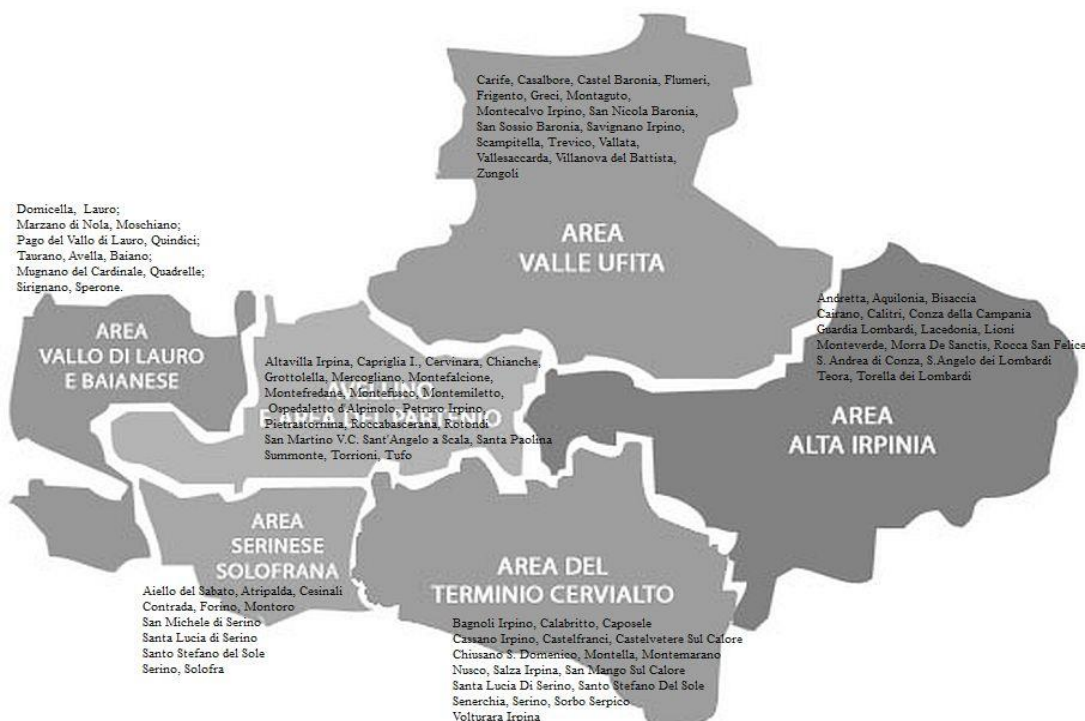 Carife, Casalbore, Castel Baronia, Flumeri,
Frigento, Greci, Montaguto,
Montecalvo Irpino, San Nicola Baronia,
San Sossio Baronia, Savignano Irpino,
Scampitella, Trevico, Vallata,
Vallesaccarda, Villanova del Battista,
Zungoli
AREA
VALLE UFITA
Domicella, Lauro;
Marzano di Nola, Moschiano;
Pago del Vallo di Lauro, Quindici;
Taurano, Avella, Baiano;
Mugnano del Cardinale, Quadrelle;
Sirignano, Sperone.
AREA
VALLO DI LAURO
E BAIANESE
Andretta, Aquilonia, Bisaccia
Cairano, Calitri, Conza della Campania
Guardia Lombardi, Lacedonia, Lioni
Monteverde, Morra De Sanctis, Rocca San Felice
S. Andrea di Conza, S.Angelo dei Lombardi
Teora, Torella dei Lombardi
AREA
ALTA IRPINIA
Altavilla Irpina, Capriglia I., Cervinara, Chianche,
Grottolella, Mercogliano, Montefalcione,
Montefredane, Montefusco, Montemiletto,
Ospedaletto d'Alpinolo, Petruro Irpino,
Pietrastornina, Roccabascerana, Rotondi
San Martino V.C. Sant'Angelo a Scala, Santa Paolina
Summonte, Torrioni, Tufo
AVELLINO
E AREA DEL PARTENIO
AREA
SERINESE
SOLOFRANA
Aiello del Sabato, Atripalda, Cesinali
Contrada, Forino, Montoro
San Michele di Serino
Santa Lucia di Serino
Santo Stefano del Sole
Serino, Solofra
AREA DEL
TERMINIO CERVIALTO
Bagnoli Irpino, Calabritto, Caposele
Cassano Irpino, Castelfranci, Castelvetere Sul Calore
Chiusano S. Domenico, Montella, Montemarano
Nusco, Salza Irpina, San Mango Sul Calore
Santa Lucia Di Serino, Santo Stefano Del Sole
Senerchia, Serino, Sorbo Serpico
Volturara Irpina